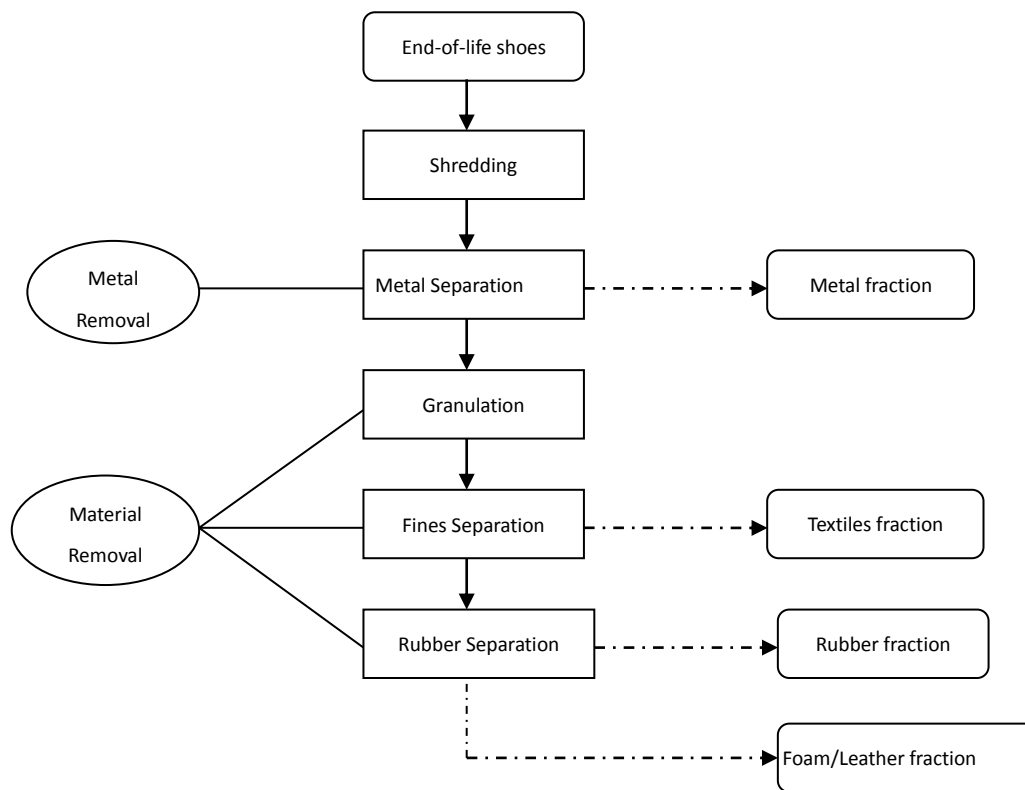 End-of-life shoes
Shredding
Metal
Removal
Metal Separation
Metal fraction
Granulation
Material
Removal
Fines Separation
Textiles fraction
Rubber Separation
Rubber fraction
Foam/Leather fraction